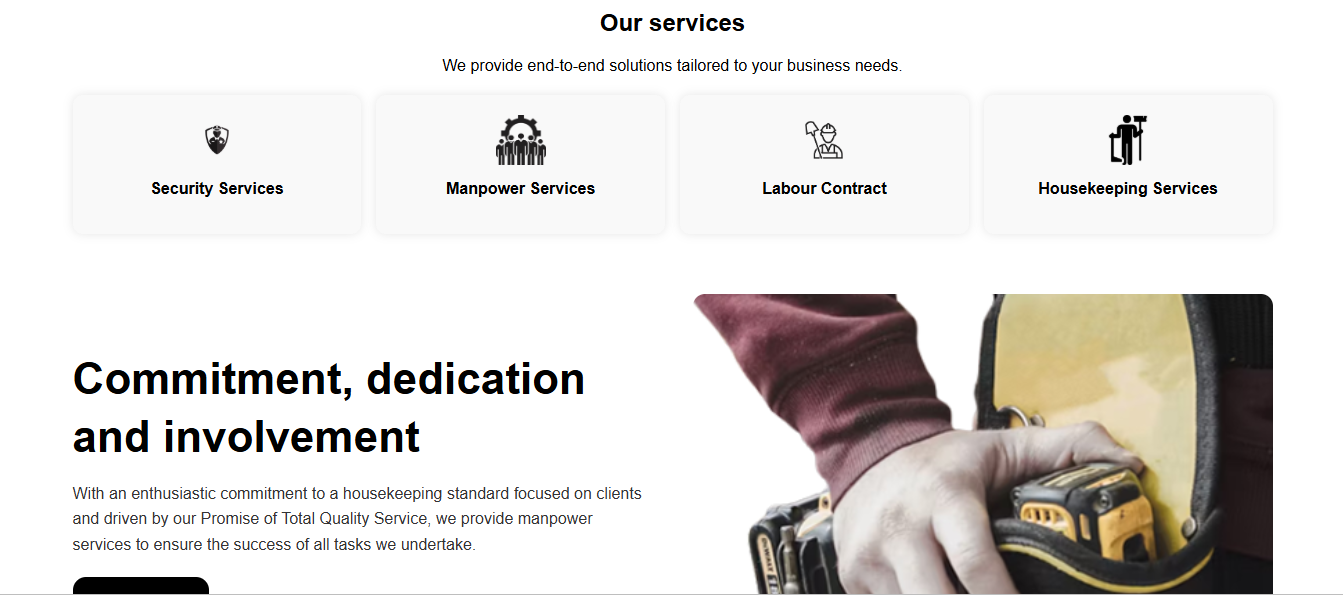 Our services
We provide end-to-end solutions tailored to your business needs.
Security Services
Manpower Services
Labour Contract
Housekeeping Services
Commitment, dedication
and involvement
With an enthusiastic commitment to a housekeeping standard focused on clients
and driven by our Promise of Total Quality Service, we provide manpower
services to ensure the success of all tasks we undertake.
DEWALT